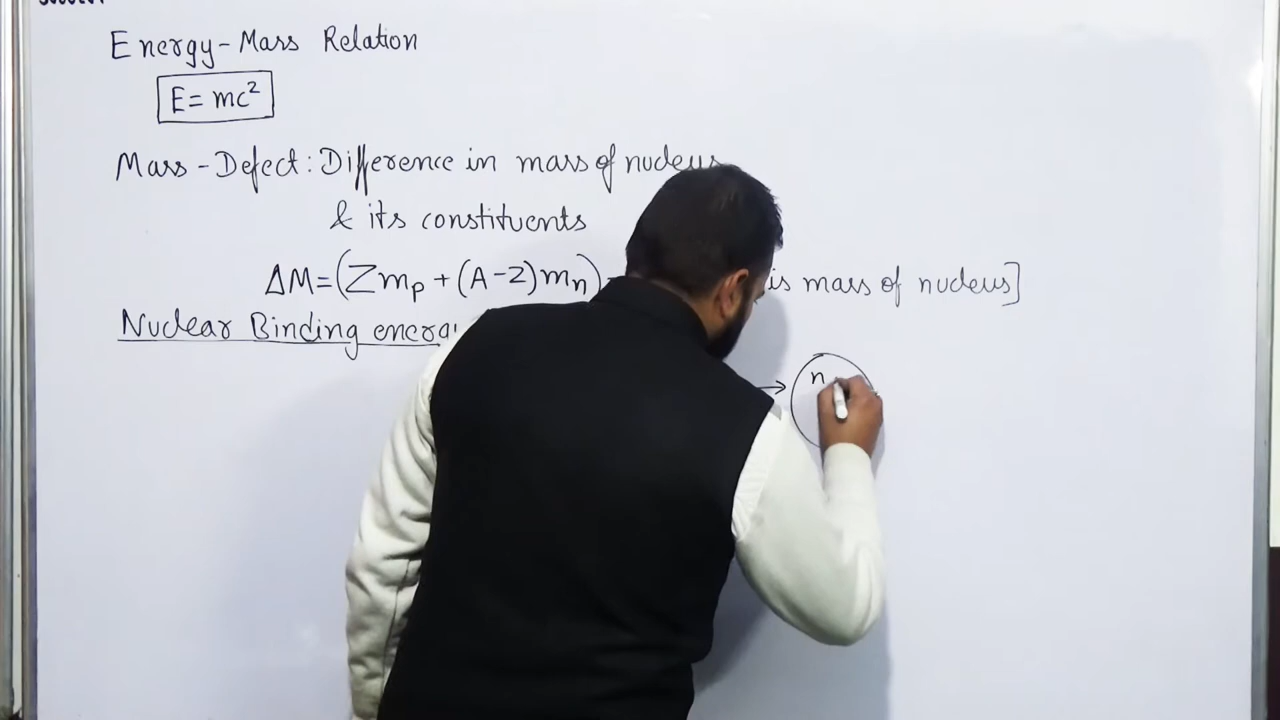 Energy-Mass Relation
E = mc²
Mass-Defect: Difference in mass of nucleus
& its constituents
ΔM=(Zmp + (A-Z)mn) is mass of nucleus]
Nuclear Binding energy
→ n